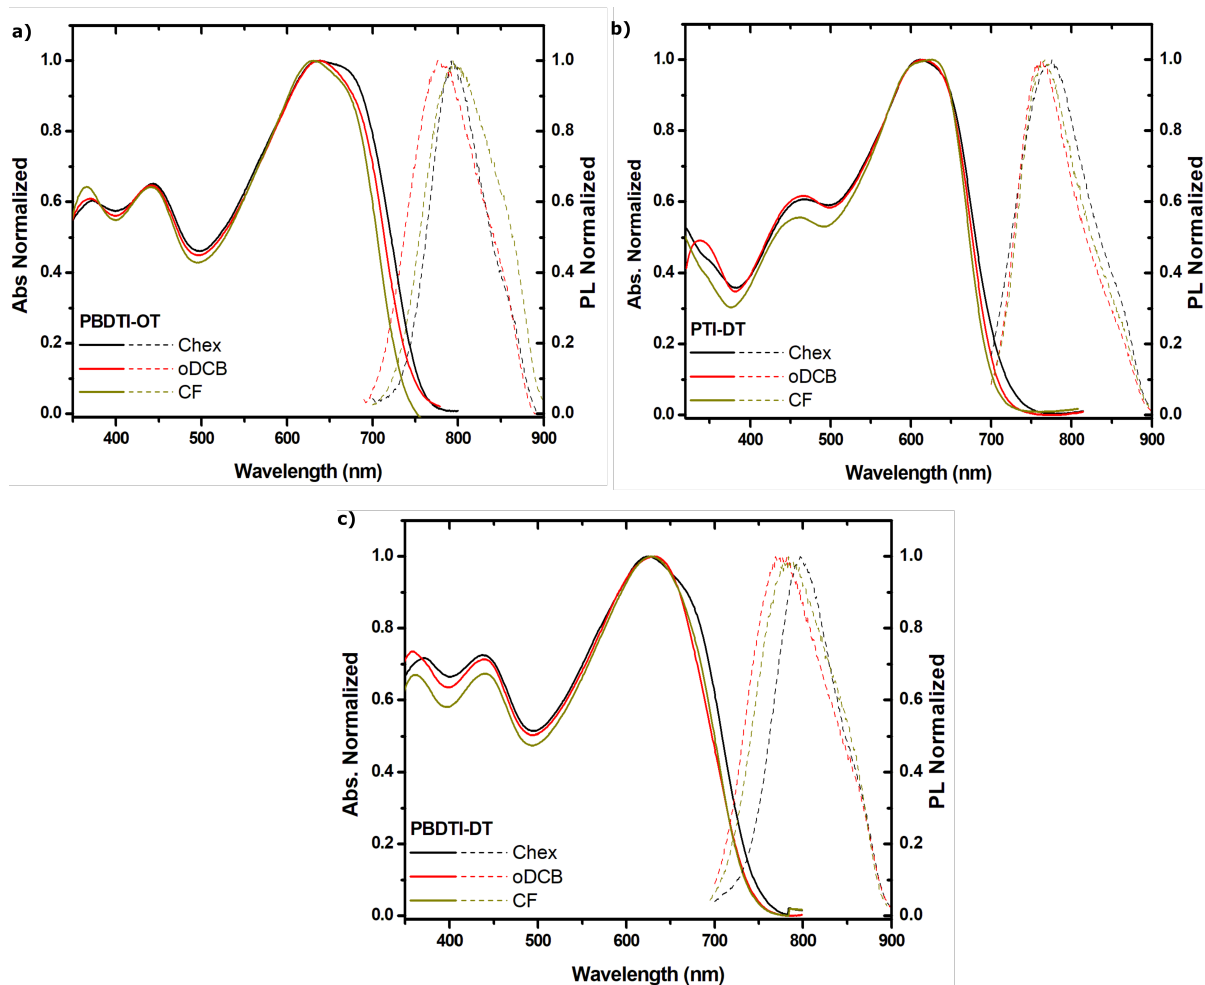 a)
1.0
0.8
0.6
0.4
0.2
0.0
Abs Normalized
1.0
0.8
0.6
0.4
0.2
0.0
PL Normalized
PBDTI-OT
Chex
oDCB
CF
400 500 600 700 800 900
Wavelength (nm)
b)
1.0
0.8
0.6
0.4
0.2
0.0
Abs. Normalized
1.0
0.8
0.6
0.4
0.2
0.0
PL Normalized
PTI-DT
Chex
oDCB
CF
400 500 600 700 800 900
Wavelength (nm)
c)
1.0
0.8
0.6
0.4
0.2
0.0
Abs. Normalized
1.0
0.8
0.6
0.4
0.2
0.0
PL Normalized
PBDTI-DT
Chex
oDCB
CF
400 500 600 700 800 900
Wavelength (nm)